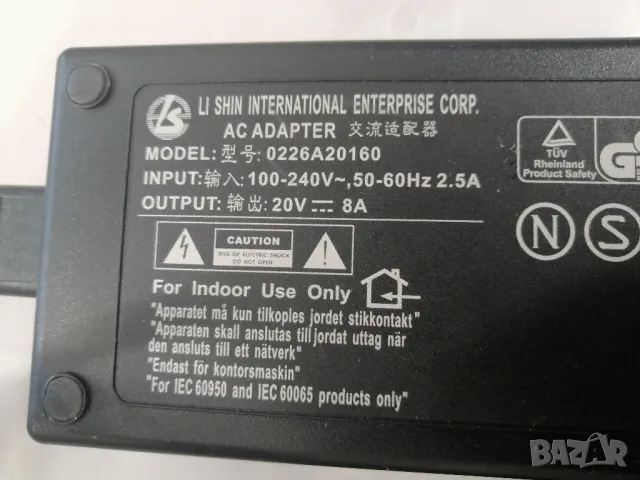 LS
LI SHIN INTERNATIONAL ENTERPRISE CORP.
AC ADAPTER 交流适配器
MODEL: 型号: 0226A20160
INPUT: 输入: 100-240V~,50-60Hz 2.5A
OUTPUT: 输出: 20V ⎓ 8A
CAUTION
RISK OF ELECTRIC SHOCK
DO NOT OPEN
For Indoor Use Only
"Apparatet må kun tilkoples jordet stikkontakt"
"Apparaten skall anslutas till jordat uttag när
den ansluts till ett nätverk"
"Endast för kontorsmaskin"
"For IEC 60950 and IEC 60065 products only"
TÜV
Rheinland
Product Safety
G
N S
BAZAR.bg